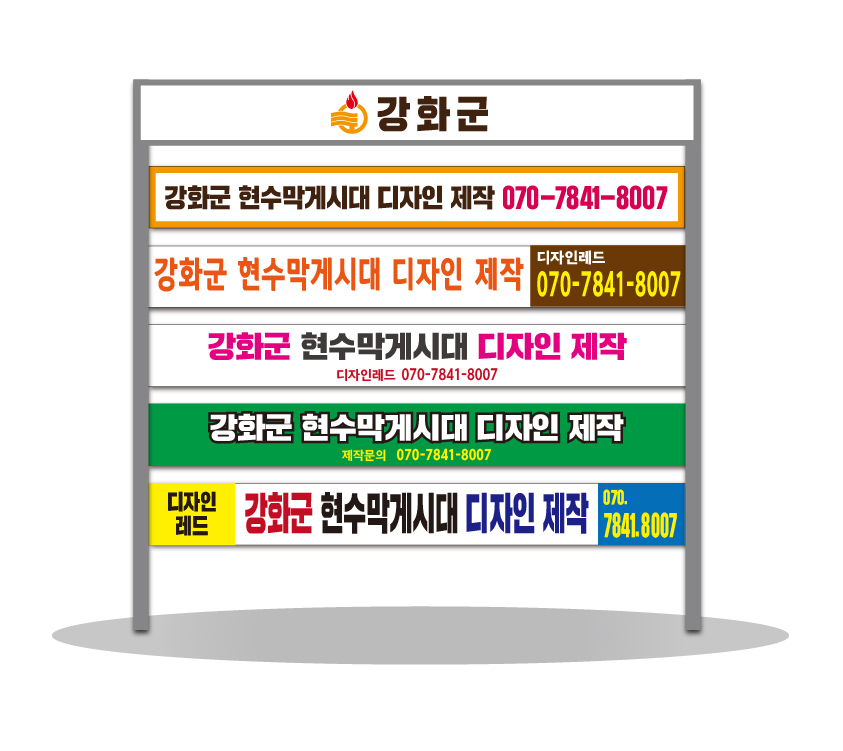 강화군
강화군 현수막게시대 디자인 제작 070-7841-8007
강화군 현수막게시대 디자인 제작
디자인레드
070-7841-8007
강화군 현수막게시대 디자인 제작
디자인레드 070-7841-8007
강화군 현수막게시대 디자인 제작
제작문의 070-7841-8007
디자인
레드
강화군 현수막게시대 디자인 제작
070.
7841.8007